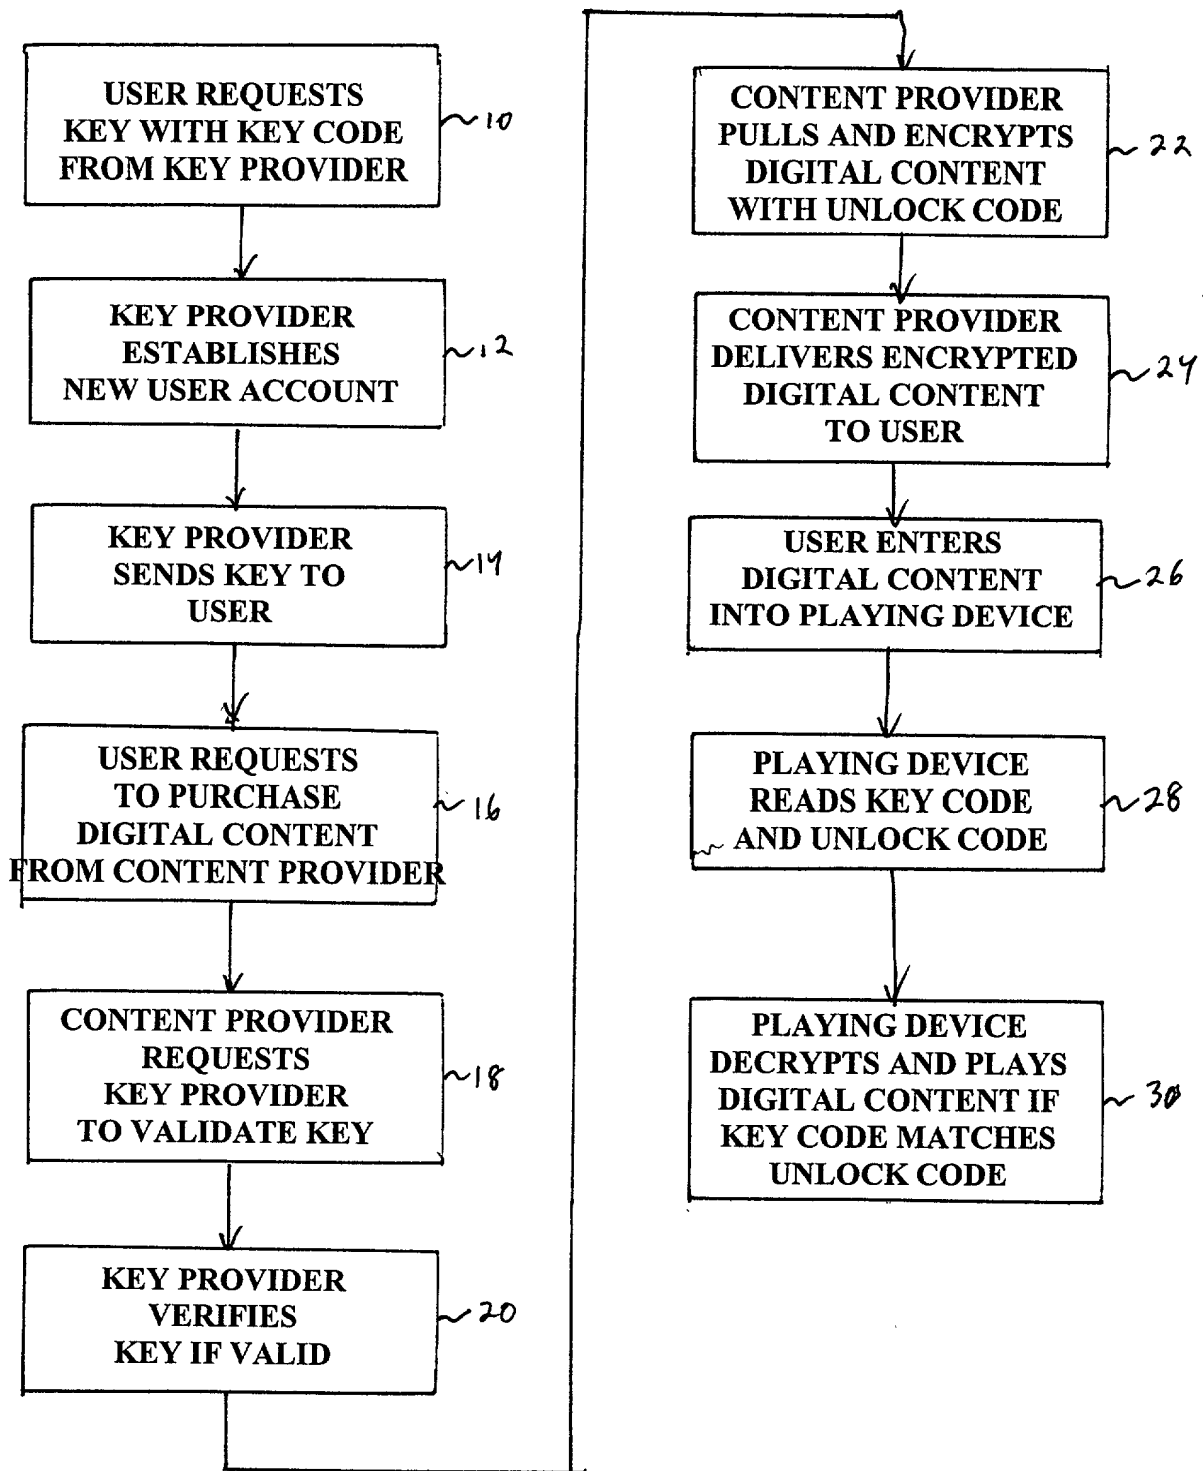 USER REQUESTS
KEY WITH KEY CODE
FROM KEY PROVIDER
10
KEY PROVIDER
ESTABLISHES
NEW USER ACCOUNT
12
KEY PROVIDER
SENDS KEY TO
USER
14
USER REQUESTS
TO PURCHASE
DIGITAL CONTENT
FROM CONTENT PROVIDER
16
CONTENT PROVIDER
REQUESTS
KEY PROVIDER
TO VALIDATE KEY
18
KEY PROVIDER
VERIFIES
KEY IF VALID
20
CONTENT PROVIDER
PULLS AND ENCRYPTS
DIGITAL CONTENT
WITH UNLOCK CODE
22
CONTENT PROVIDER
DELIVERS ENCRYPTED
DIGITAL CONTENT
TO USER
24
USER ENTERS
DIGITAL CONTENT
INTO PLAYING DEVICE
26
PLAYING DEVICE
READS KEY CODE
AND UNLOCK CODE
28
PLAYING DEVICE
DECRYPTS AND PLAYS
DIGITAL CONTENT IF
KEY CODE MATCHES
UNLOCK CODE
30